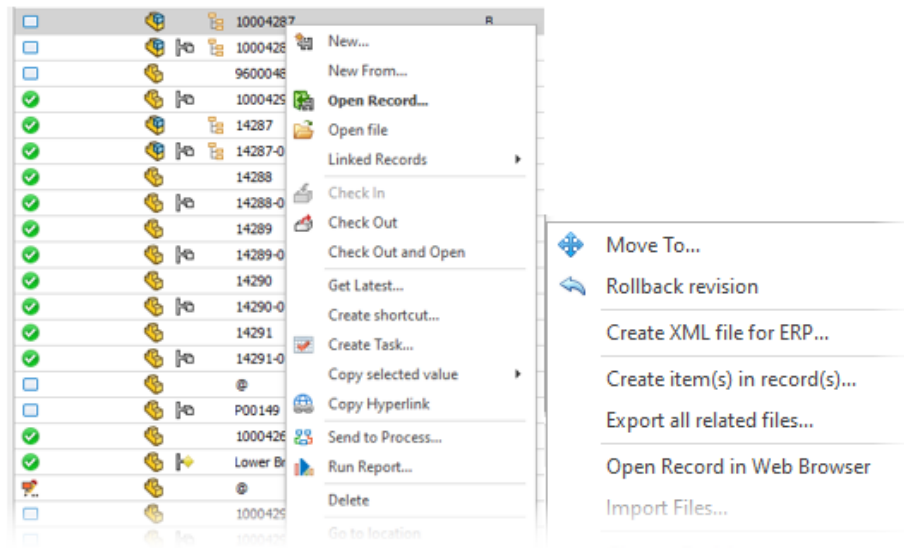 10004287 B
1000428
9600048
1000429
14287
14287-0
14288
14288-0
14289
14289-0
14290
14290-0
14291
14291-0
@
P00149
1000426
Lower Br
@
1000429
1000429
New...
New From...
Open Record...
Open file
Linked Records
Check In
Check Out
Check Out and Open
Get Latest...
Create shortcut...
Create Task...
Copy selected value
Copy Hyperlink
Send to Process...
Run Report...
Delete
Go to location
Move To...
Rollback revision
Create XML file for ERP...
Create item(s) in record(s)...
Export all related files...
Open Record in Web Browser
Import Files...